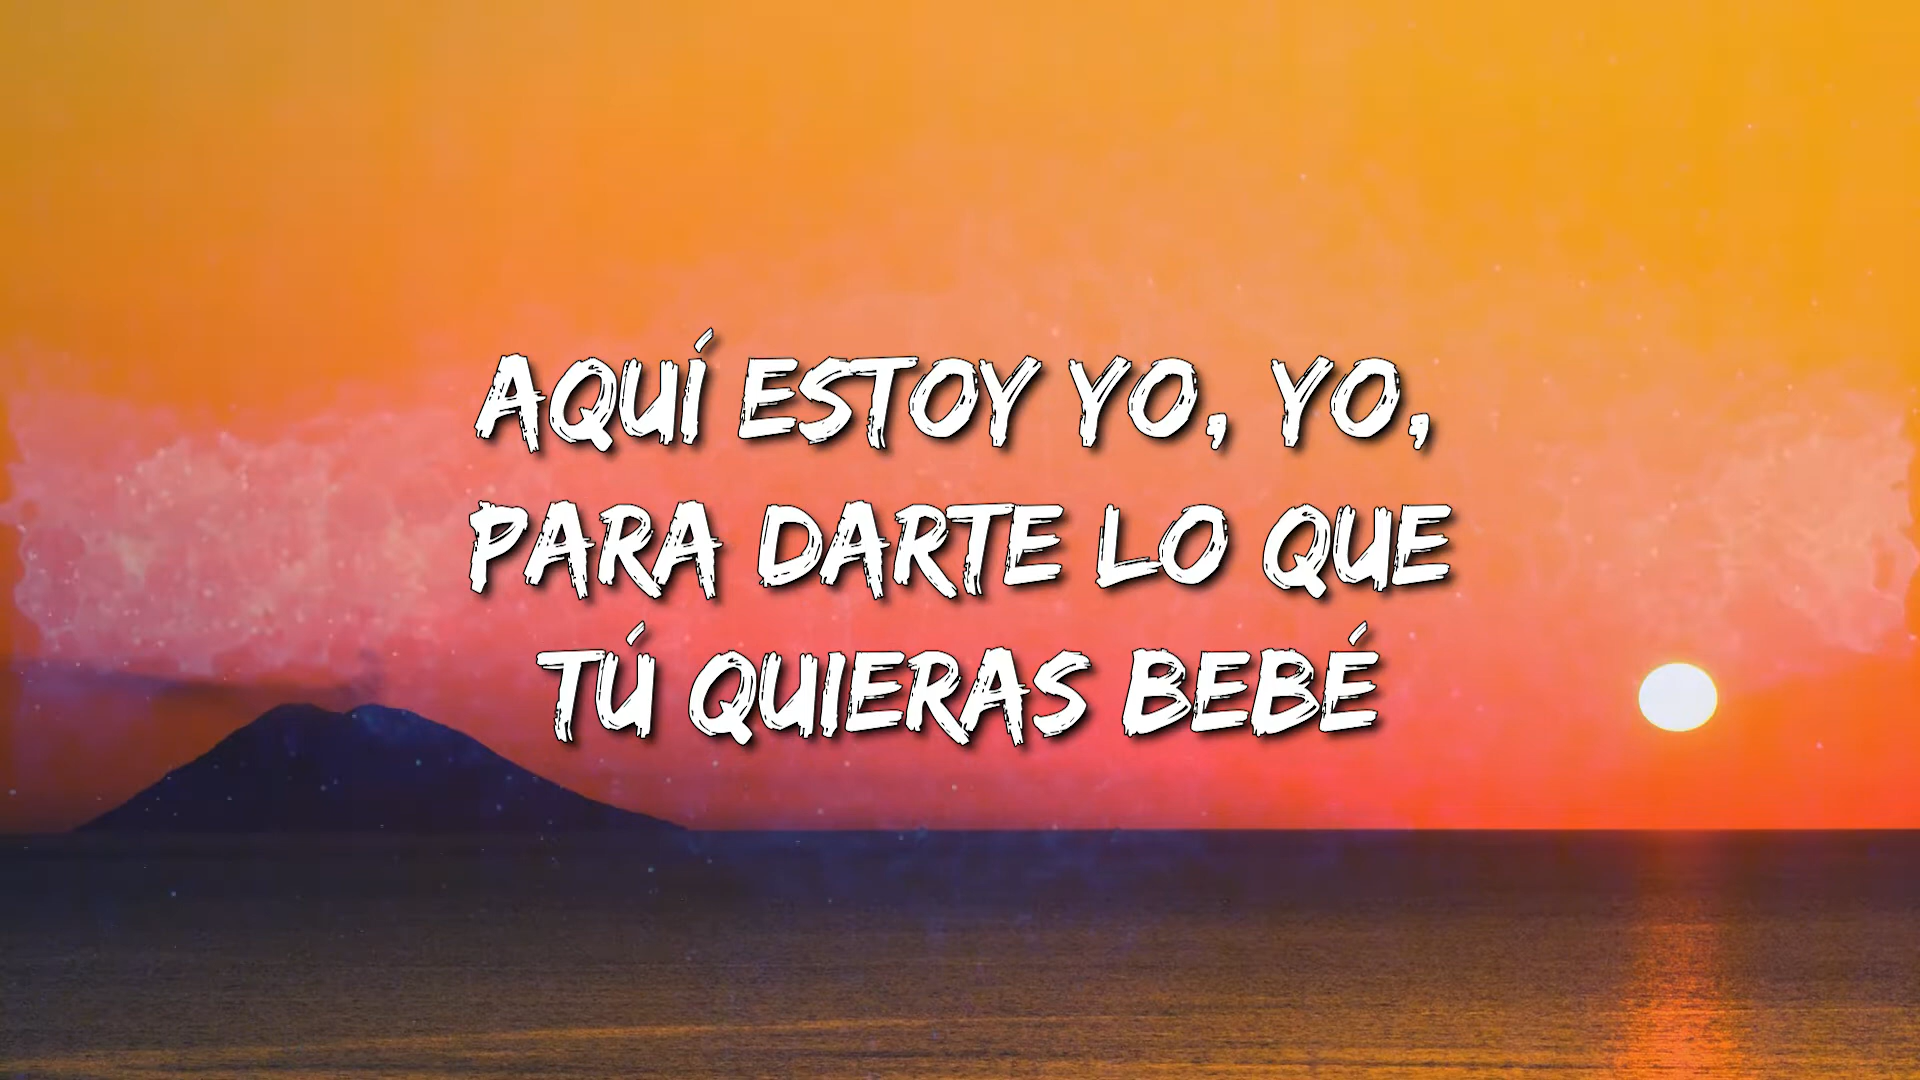 AQUÍ ESTOY YO, YO,
PARA DARTE LO QUE
TÚ QUIERAS BEBÉ